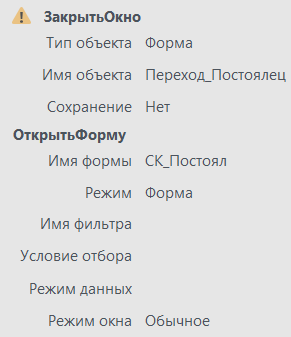 ЗакрытьОкно
Тип объекта Форма
Имя объекта Переход_Постоялец
Сохранение Нет
ОткрытьФорму
Имя формы СК_Постоял
Режим Форма
Имя фильтра
Условие отбора
Режим данных
Режим окна Обычное